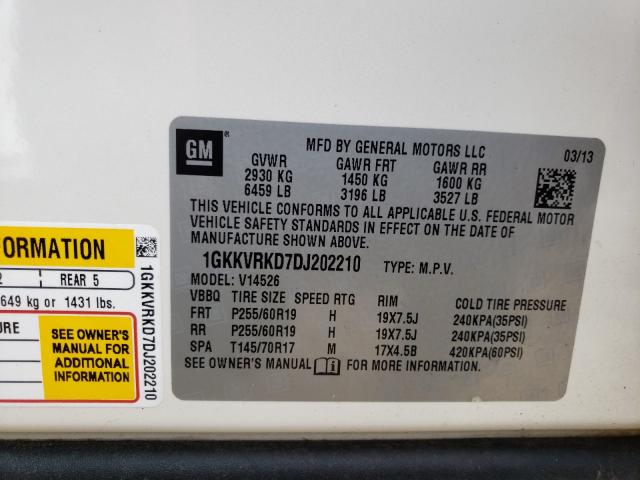 GM
®
MFD BY GENERAL MOTORS LLC
03/13
GVWR GAWR FRT GAWR RR
2930 KG 1450 KG 1600 KG
6459 LB 3196 LB 3527 LB
THIS VEHICLE CONFORMS TO ALL APPLICABLE U.S. FEDERAL MOTOR
VEHICLE SAFETY STANDARDS IN EFFECT ON THE DATE OF
MANUFACTURE SHOWN ABOVE.
1GKKVRKD7DJ202210 TYPE: M.P.V.
MODEL: V14526
VBBQ TIRE SIZE SPEED RTG RIM COLD TIRE PRESSURE
FRT P255/60R19 H 19X7.5J 240KPA(35PSI)
RR P255/60R19 H 19X7.5J 240KPA(35PSI)
SPA T145/70R17 M 17X4.5B 420KPA(60PSI)
SEE OWNER'S MANUAL FOR MORE INFORMATION.
FORMATION
2 REAR 5
649 kg or 1431 lbs.
SURE
SEE OWNER'S
MANUAL FOR
ADDITIONAL
INFORMATION
1GKKVRKD7DJ202210